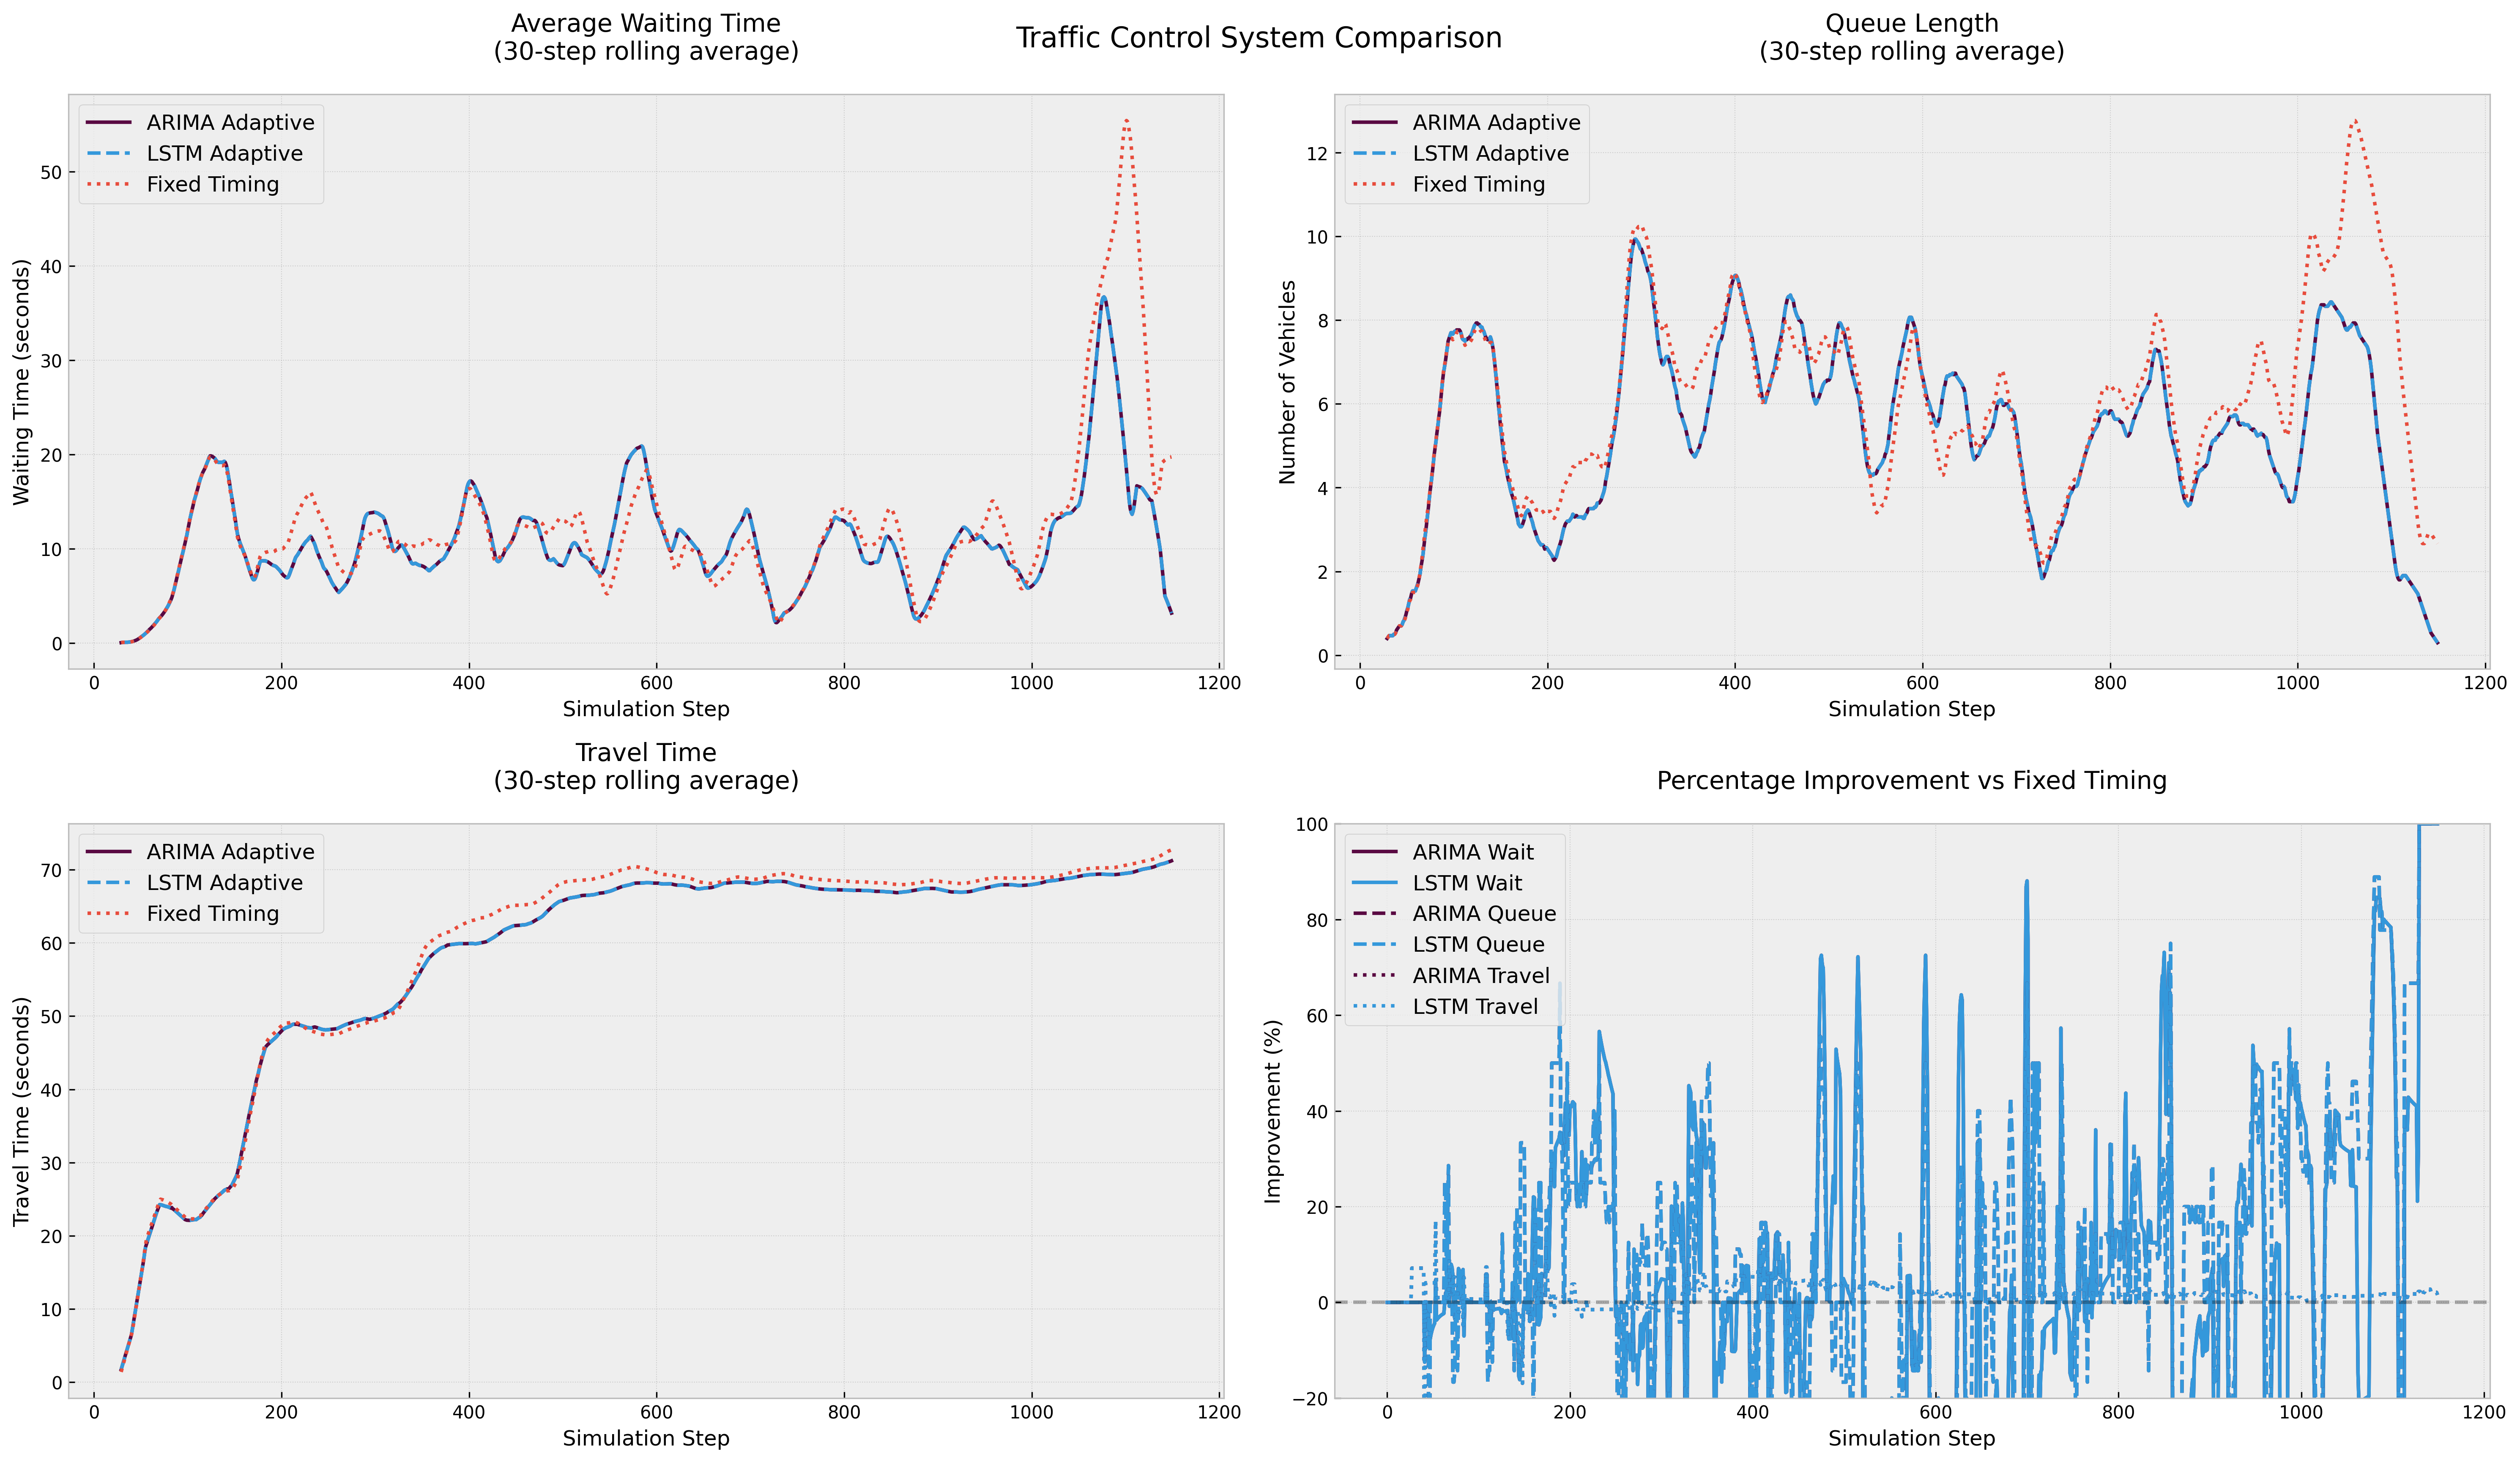 Traffic Control System Comparison
Average Waiting Time
(30-step rolling average)
ARIMA Adaptive
LSTM Adaptive
Fixed Timing
Waiting Time (seconds)
50
40
30
20
10
0
0 200 400 600 800 1000 1200
Simulation Step
Queue Length
(30-step rolling average)
ARIMA Adaptive
LSTM Adaptive
Fixed Timing
Number of Vehicles
12
10
8
6
4
2
0
0 200 400 600 800 1000 1200
Simulation Step
Travel Time
(30-step rolling average)
ARIMA Adaptive
LSTM Adaptive
Fixed Timing
Travel Time (seconds)
70
60
50
40
30
20
10
0
0 200 400 600 800 1000 1200
Simulation Step
Percentage Improvement vs Fixed Timing
ARIMA Wait
LSTM Wait
ARIMA Queue
LSTM Queue
ARIMA Travel
LSTM Travel
Improvement (%)
100
80
60
40
20
0
−20
0 200 400 600 800 1000 1200
Simulation Step